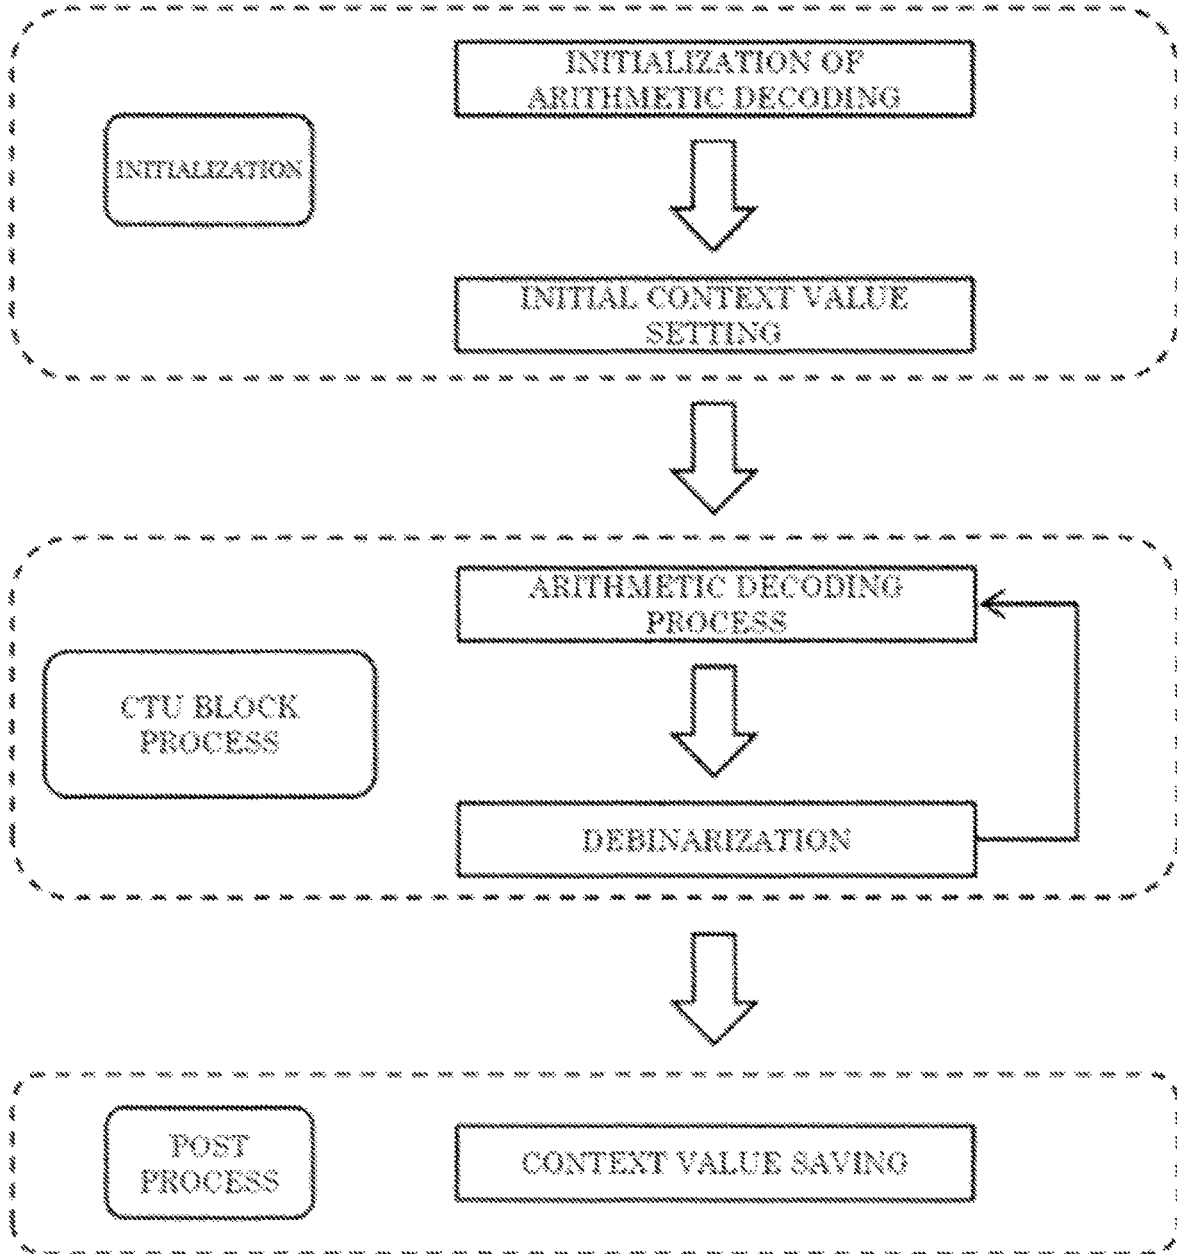 INITIALIZATION OF
ARITHMETIC DECODING
INITIALIZATION
INITIAL CONTEXT VALUE
SETTING
ARITHMETIC DECODING
PROCESS
CTU BLOCK
PROCESS
DEBINARIZATION
POST
PROCESS
CONTEXT VALUE SAVING